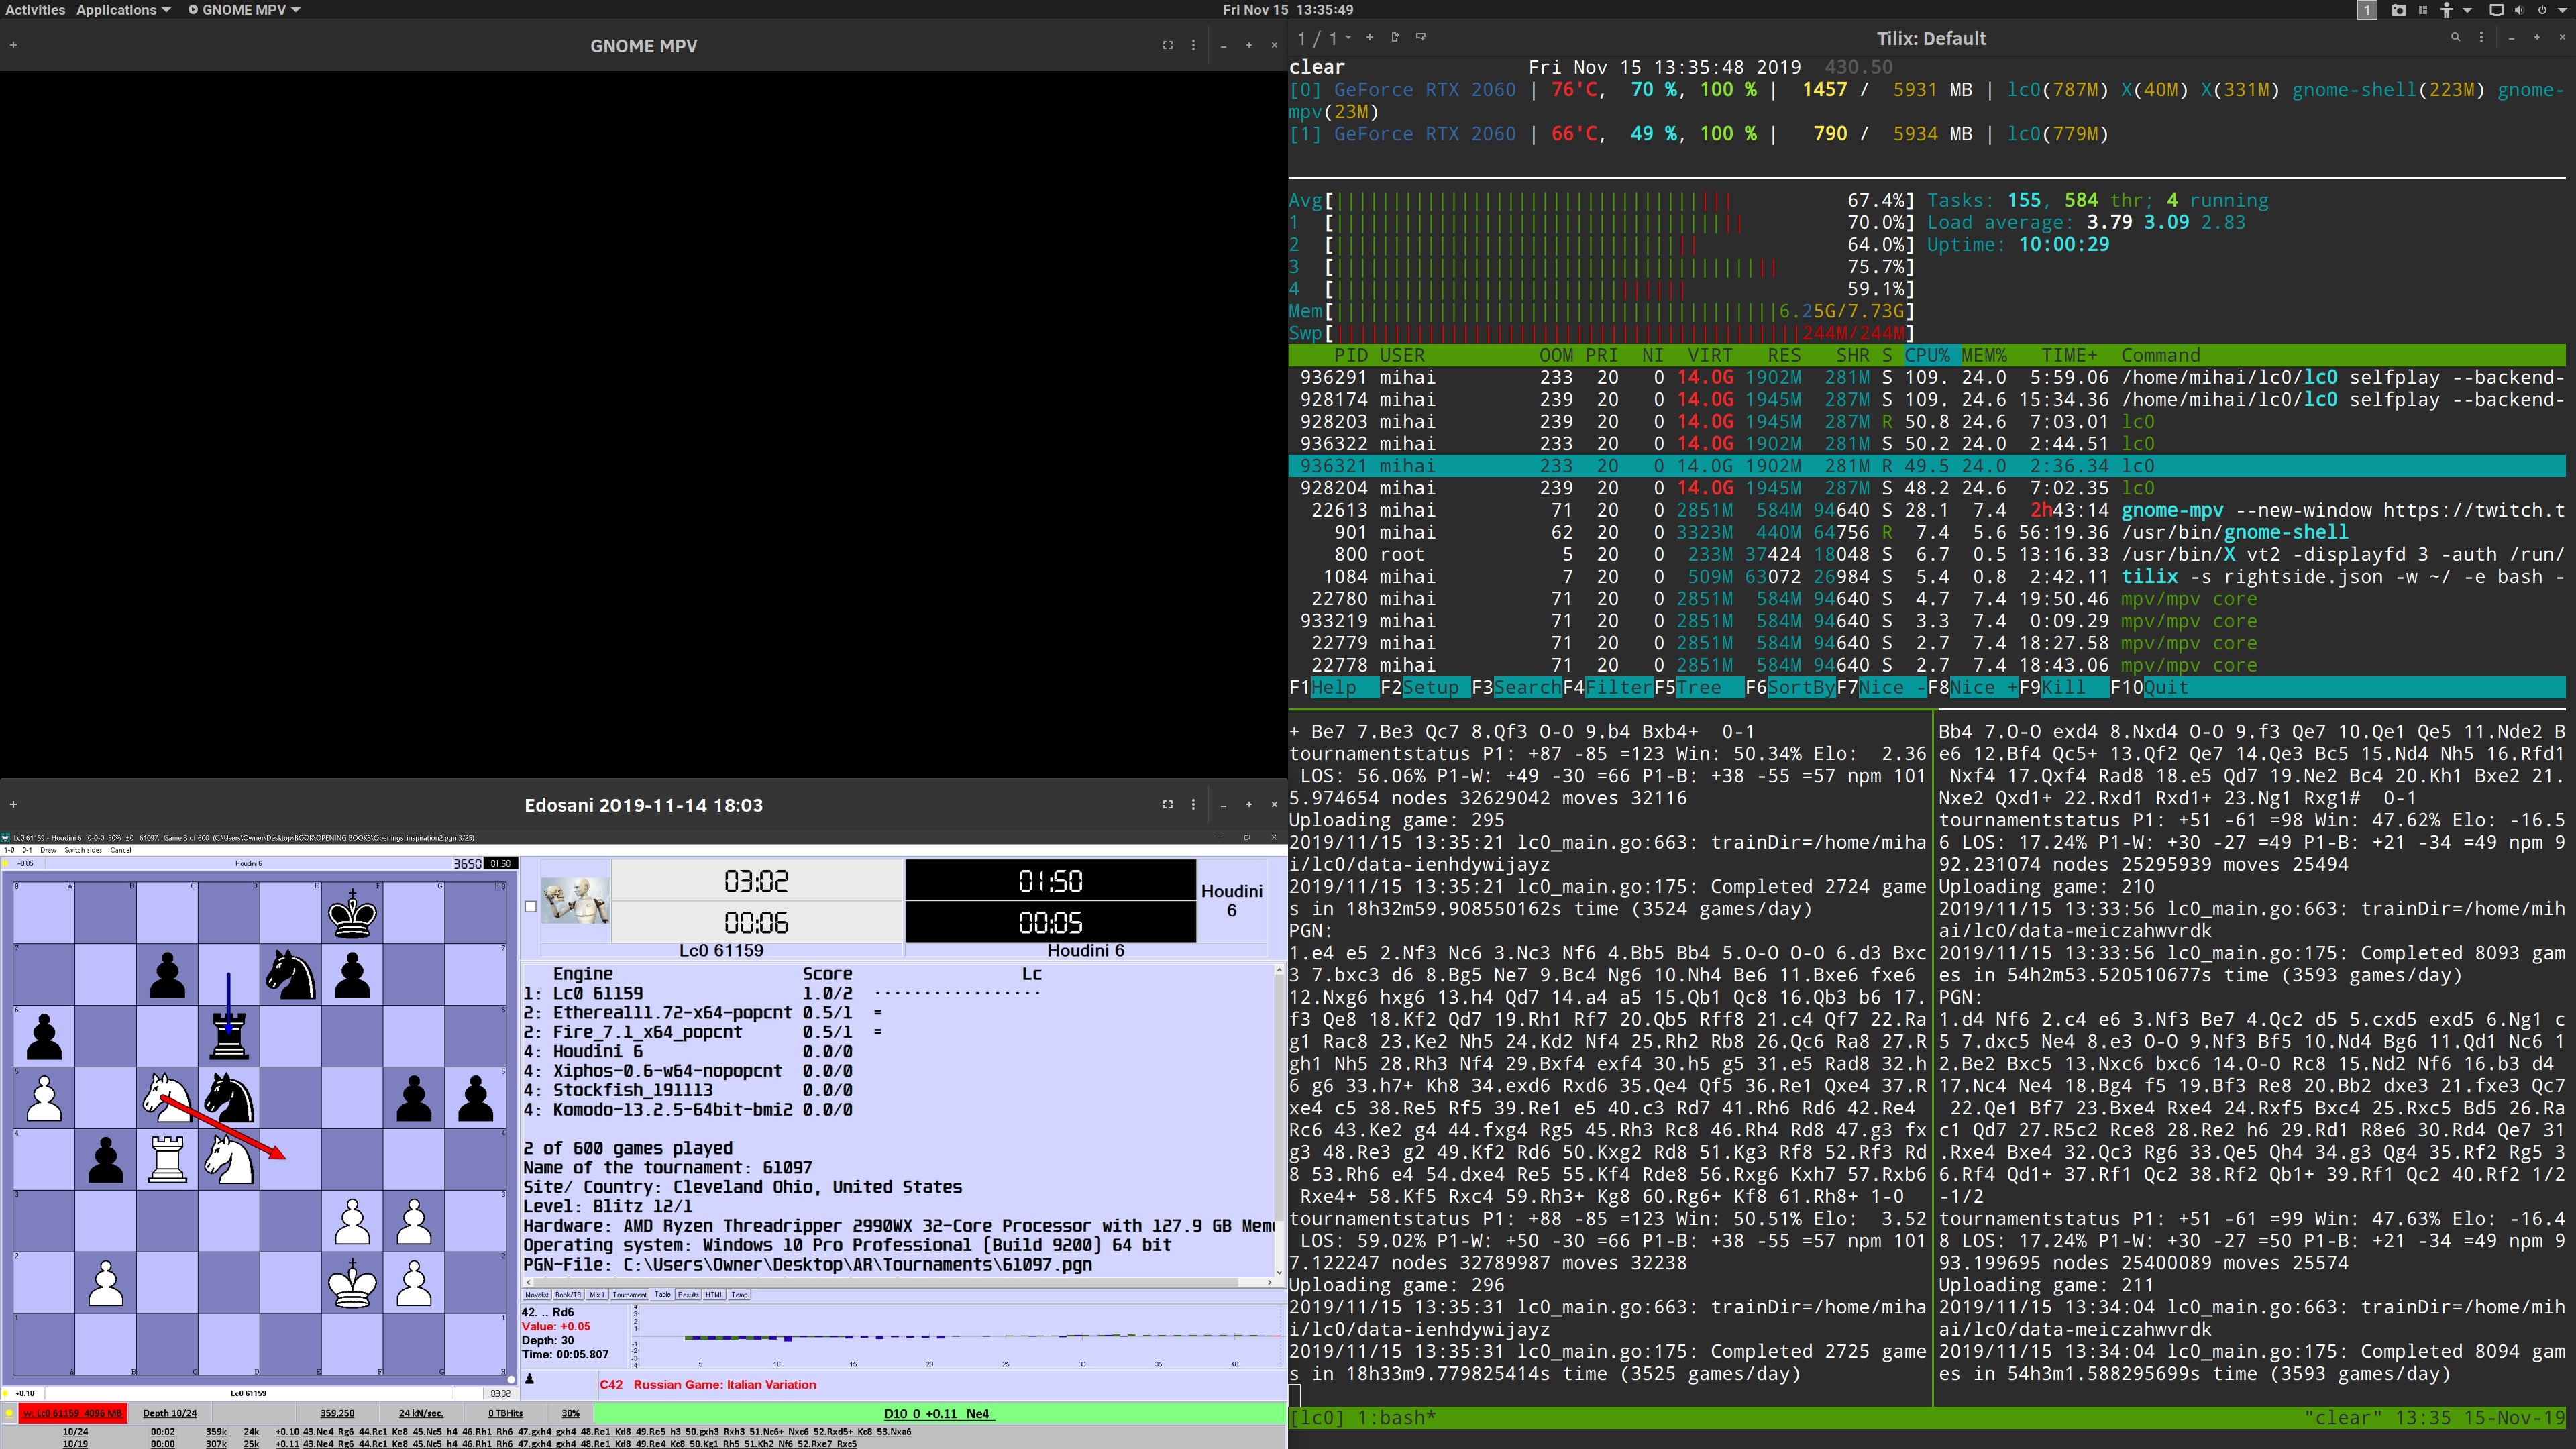 Activities Applications GNOME MPV Fri Nov 15 13:35:49 1
GNOME MPV
1 / 1 Tilix: Default
clear Fri Nov 15 13:35:48 2019 430.50
[0] GeForce RTX 2060 | 76'C, 70 %, 100 % | 1457 / 5931 MB | lc0(787M) X(40M) X(331M) gnome-shell(223M) gnome-
mpv(23M)
[1] GeForce RTX 2060 | 66'C, 49 %, 100 % | 790 / 5934 MB | lc0(779M)
Avg[ 67.4%] Tasks: 155, 584 thr; 4 running
1 [ 70.0%] Load average: 3.79 3.09 2.83
2 [ 64.0%] Uptime: 10:00:29
3 [ 75.7%]
4 [ 59.1%]
Mem[ 6.25G/7.73G]
Swp[ 244M/244M]
PID USER OOM PRI NI VIRT RES SHR S CPU% MEM% TIME+ Command
936291 mihai 233 20 0 14.0G 1902M 281M S 109. 24.0 5:59.06 /home/mihai/lc0/lc0 selfplay --backend-
928174 mihai 239 20 0 14.0G 1945M 287M S 109. 24.6 15:34.36 /home/mihai/lc0/lc0 selfplay --backend-
928203 mihai 239 20 0 14.0G 1945M 287M R 50.8 24.6 7:03.01 lc0
936322 mihai 233 20 0 14.0G 1902M 281M S 50.2 24.0 2:44.51 lc0
936321 mihai 233 20 0 14.0G 1902M 281M R 49.5 24.0 2:36.34 lc0
928204 mihai 239 20 0 14.0G 1945M 287M S 48.2 24.6 7:02.35 lc0
22613 mihai 71 20 0 2851M 584M 94640 S 28.1 7.4 2h43:14 gnome-mpv --new-window https://twitch.t
901 mihai 62 20 0 3323M 440M 64756 R 7.4 5.6 56:19.36 /usr/bin/gnome-shell
800 root 5 20 0 233M 37424 18048 S 6.7 0.5 13:16.33 /usr/bin/X vt2 -displayfd 3 -auth /run/
1084 mihai 7 20 0 509M 63072 26984 S 5.4 0.8 2:42.11 tilix -s rightside.json -w ~/ -e bash -
22780 mihai 71 20 0 2851M 584M 94640 S 4.7 7.4 19:50.46 mpv/mpv core
933219 mihai 71 20 0 2851M 584M 94640 S 3.3 7.4 0:09.29 mpv/mpv core
22779 mihai 71 20 0 2851M 584M 94640 S 2.7 7.4 18:27.58 mpv/mpv core
22778 mihai 71 20 0 2851M 584M 94640 S 2.7 7.4 18:43.06 mpv/mpv core
F1Help F2Setup F3SearchF4FilterF5Tree F6SortByF7Nice -F8Nice +F9Kill F10Quit
+ Be7 7.Be3 Qc7 8.Qf3 O-O 9.b4 Bxb4+ 0-1
tournamentstatus P1: +87 -85 =123 Win: 50.34% Elo: 2.36
LOS: 56.06% P1-W: +49 -30 =66 P1-B: +38 -55 =57 npm 101
5.974654 nodes 32629042 moves 32116
Uploading game: 295
2019/11/15 13:35:21 lc0_main.go:663: trainDir=/home/miha
i/lc0/data-ienhdywijayz
2019/11/15 13:35:21 lc0_main.go:175: Completed 2724 game
s in 18h32m59.908550162s time (3524 games/day)
PGN:
1.e4 e5 2.Nf3 Nc6 3.Nc3 Nf6 4.Bb5 Bb4 5.O-O O-O 6.d3 Bxc
3 7.bxc3 d6 8.Bg5 Ne7 9.Bc4 Ng6 10.Nh4 Be6 11.Bxe6 fxe6
12.Nxg6 hxg6 13.h4 Qd7 14.a4 a5 15.Qb1 Qc8 16.Qb3 b6 17.
f3 Qe8 18.Kf2 Qd7 19.Rh1 Rf7 20.Qb5 Rff8 21.c4 Qf7 22.Ra
g1 Rac8 23.Ke2 Nh5 24.Kd2 Nf4 25.Rh2 Rb8 26.Qc6 Ra8 27.R
gh1 Nh5 28.Rh3 Nf4 29.Bxf4 exf4 30.h5 g5 31.e5 Rad8 32.h
6 g6 33.h7+ Kh8 34.exd6 Rxd6 35.Qe4 Qf5 36.Re1 Qxe4 37.R
xe4 c5 38.Re5 Rf5 39.Re1 e5 40.c3 Rd7 41.Rh6 Rd6 42.Re4
Rc6 43.Ke2 g4 44.fxg4 Rg5 45.Rh3 Rc8 46.Rh4 Rd8 47.g3 fx
g3 48.Re3 g2 49.Kf2 Rd6 50.Kxg2 Rd8 51.Kg3 Rf8 52.Rf3 Rd
8 53.Rh6 e4 54.dxe4 Re5 55.Kf4 Rde8 56.Rxg6 Kxh7 57.Rxb6
Rxe4+ 58.Kf5 Rxc4 59.Rh3+ Kg8 60.Rg6+ Kf8 61.Rh8+ 1-0
tournamentstatus P1: +88 -85 =123 Win: 50.51% Elo: 3.52
LOS: 59.02% P1-W: +50 -30 =66 P1-B: +38 -55 =57 npm 101
7.122247 nodes 32789987 moves 32238
Uploading game: 296
2019/11/15 13:35:31 lc0_main.go:663: trainDir=/home/miha
i/lc0/data-ienhdywijayz
2019/11/15 13:35:31 lc0_main.go:175: Completed 2725 game
s in 18h33m9.779825414s time (3525 games/day)
Bb4 7.O-O exd4 8.Nxd4 O-O 9.f3 Qe7 10.Qe1 Qe5 11.Nde2 B
e6 12.Bf4 Qc5+ 13.Qf2 Qe7 14.Qe3 Bc5 15.Nd4 Nh5 16.Rfd1
Nxf4 17.Qxf4 Rad8 18.e5 Qd7 19.Ne2 Bc4 20.Kh1 Bxe2 21.
Nxe2 Qxd1+ 22.Rxd1 Rxd1+ 23.Ng1 Rxg1# 0-1
tournamentstatus P1: +51 -61 =98 Win: 47.62% Elo: -16.5
6 LOS: 17.24% P1-W: +30 -27 =49 P1-B: +21 -34 =49 npm 9
92.231074 nodes 25295939 moves 25494
Uploading game: 210
2019/11/15 13:33:56 lc0_main.go:663: trainDir=/home/mih
ai/lc0/data-meiczahwvrdk
2019/11/15 13:33:56 lc0_main.go:175: Completed 8093 gam
es in 54h2m53.520510677s time (3593 games/day)
PGN:
1.d4 Nf6 2.c4 e6 3.Nf3 Be7 4.Qc2 d5 5.cxd5 exd5 6.Ng1 c
5 7.dxc5 Ne4 8.e3 O-O 9.Nf3 Bf5 10.Nd4 Bg6 11.Qd1 Nc6 1
2.Be2 Bxc5 13.Nxc6 bxc6 14.O-O Rc8 15.Nd2 Nf6 16.b3 d4
17.Nc4 Ne4 18.Bg4 f5 19.Bf3 Re8 20.Bb2 dxe3 21.fxe3 Qc7
22.Qe1 Bf7 23.Bxe4 Rxe4 24.Rxf5 Bxc4 25.Rxc5 Bd5 26.Ra
c1 Qd7 27.R5c2 Rce8 28.Re2 h6 29.Rd1 R8e6 30.Rd4 Qe7 31
.Rxe4 Bxe4 32.Qc3 Rg6 33.Qe5 Qh4 34.g3 Qg4 35.Rf2 Rg5 3
6.Rf4 Qd1+ 37.Rf1 Qc2 38.Rf2 Qb1+ 39.Rf1 Qc2 40.Rf2 1/2
-1/2
tournamentstatus P1: +51 -61 =99 Win: 47.63% Elo: -16.4
8 LOS: 17.24% P1-W: +30 -27 =50 P1-B: +21 -34 =49 npm 9
93.199695 nodes 25400089 moves 25574
Uploading game: 211
2019/11/15 13:34:04 lc0_main.go:663: trainDir=/home/mih
ai/lc0/data-meiczahwvrdk
2019/11/15 13:34:04 lc0_main.go:175: Completed 8094 gam
es in 54h3m1.588295699s time (3593 games/day)
[lc0] 1:bash* "clear" 13:35 15-Nov-19
Edosani 2019-11-14 18:03
Lc0 61159 - Houdini 6 0-0-0 50% ±0 61097: Game 3 of 600 (C:\Users\Owner\Desktop\BOOK\OPENING BOOKS\Openings_inspiration2.pgn 3/25)
1-0 0-1 Draw Switch sides Cancel
+0.05 Houdini 6 3650 01:50
03:02 01:50 Houdini
00:06 00:05 6
Lc0 61159 Houdini 6
Engine Score Lc
1: Lc0 61159 1.0/2 ·················
2: Ethereal11.72-x64-popcnt 0.5/1 =
2: Fire_7.1_x64_popcnt 0.5/1 =
4: Houdini 6 0.0/0
4: Xiphos-0.6-w64-nopopcnt 0.0/0
4: Stockfish_191113 0.0/0
4: Komodo-13.2.5-64bit-bmi2 0.0/0
2 of 600 games played
Name of the tournament: 61097
Site/ Country: Cleveland Ohio, United States
Level: Blitz 12/1
Hardware: AMD Ryzen Threadripper 2990WX 32-Core Processor with 127.9 GB Mem
Operating system: Windows 10 Pro Professional (Build 9200) 64 bit
PGN-File: C:\Users\Owner\Desktop\AR\Tournaments\61097.pgn
Movelist Book/TB Mix 1 Tournament Table Results HTML Temp
42. .. Rd6
Value: +0.05
Depth: 30
Time: 00:05.807
5 10 15 20 25 30 35 40
C42 Russian Game: Italian Variation
+0.10 Lc0 61159 03:02
w: Lc0 61159, 4096 MB Depth 10/24 359,250 24 kN/sec. 0 TBHits 30% D10 0 +0.11 Ne4
10/24 00:02 359k 24k +0.10 43.Ne4 Rg6 44.Rc1 Ke8 45.Nc5 h4 46.Rh1 Rh6 47.gxh4 gxh4 48.Re1 Kd8 49.Re5 h3 50.gxh3 Rxh3 51.Nc6+ Nxc6 52.Rxd5+ Kc8 53.Nxa6
10/19 00:00 307k 25k +0.11 43.Ne4 Rg6 44.Rc1 Ke8 45.Nc5 h4 46.Rh1 Rh6 47.gxh4 gxh4 48.Re1 Kd8 49.Re4 Kc8 50.Kg1 Rh5 51.Kh2 Nf6 52.Rxe7 Rxc5